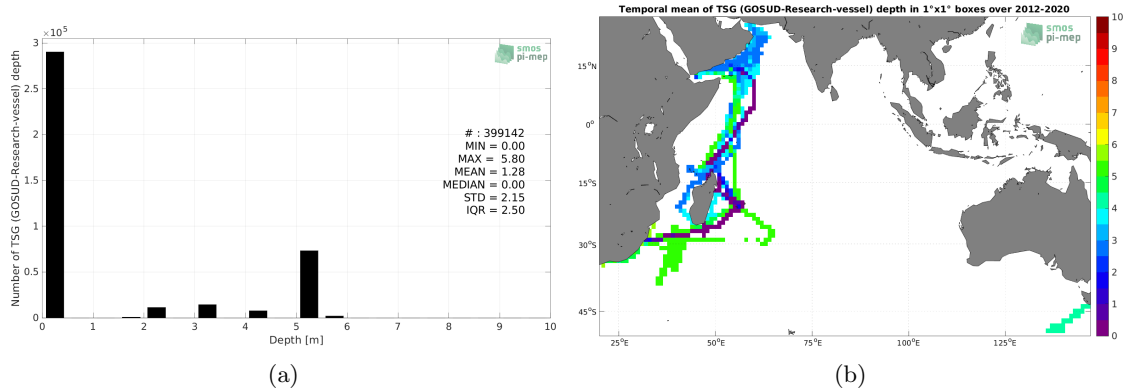 ×10⁵
3
2.5
2
1.5
1
0.5
0
Number of TSG (GOSUD-Research-vessel) depth
smos
pi-mep
# : 399142
MIN = 0.00
MAX = 5.80
MEAN = 1.28
MEDIAN = 0.00
STD = 2.15
IQR = 2.50
0 1 2 3 4 5 6 7 8 9 10
Depth [m]
(a)
Temporal mean of TSG (GOSUD-Research-vessel) depth in 1°x1° boxes over 2012-2020
smos
pi-mep
15°N
0°
15°S
30°S
45°S
25°E 50°E 75°E 100°E 125°E
10
9
8
7
6
5
4
3
2
1
0
(b)